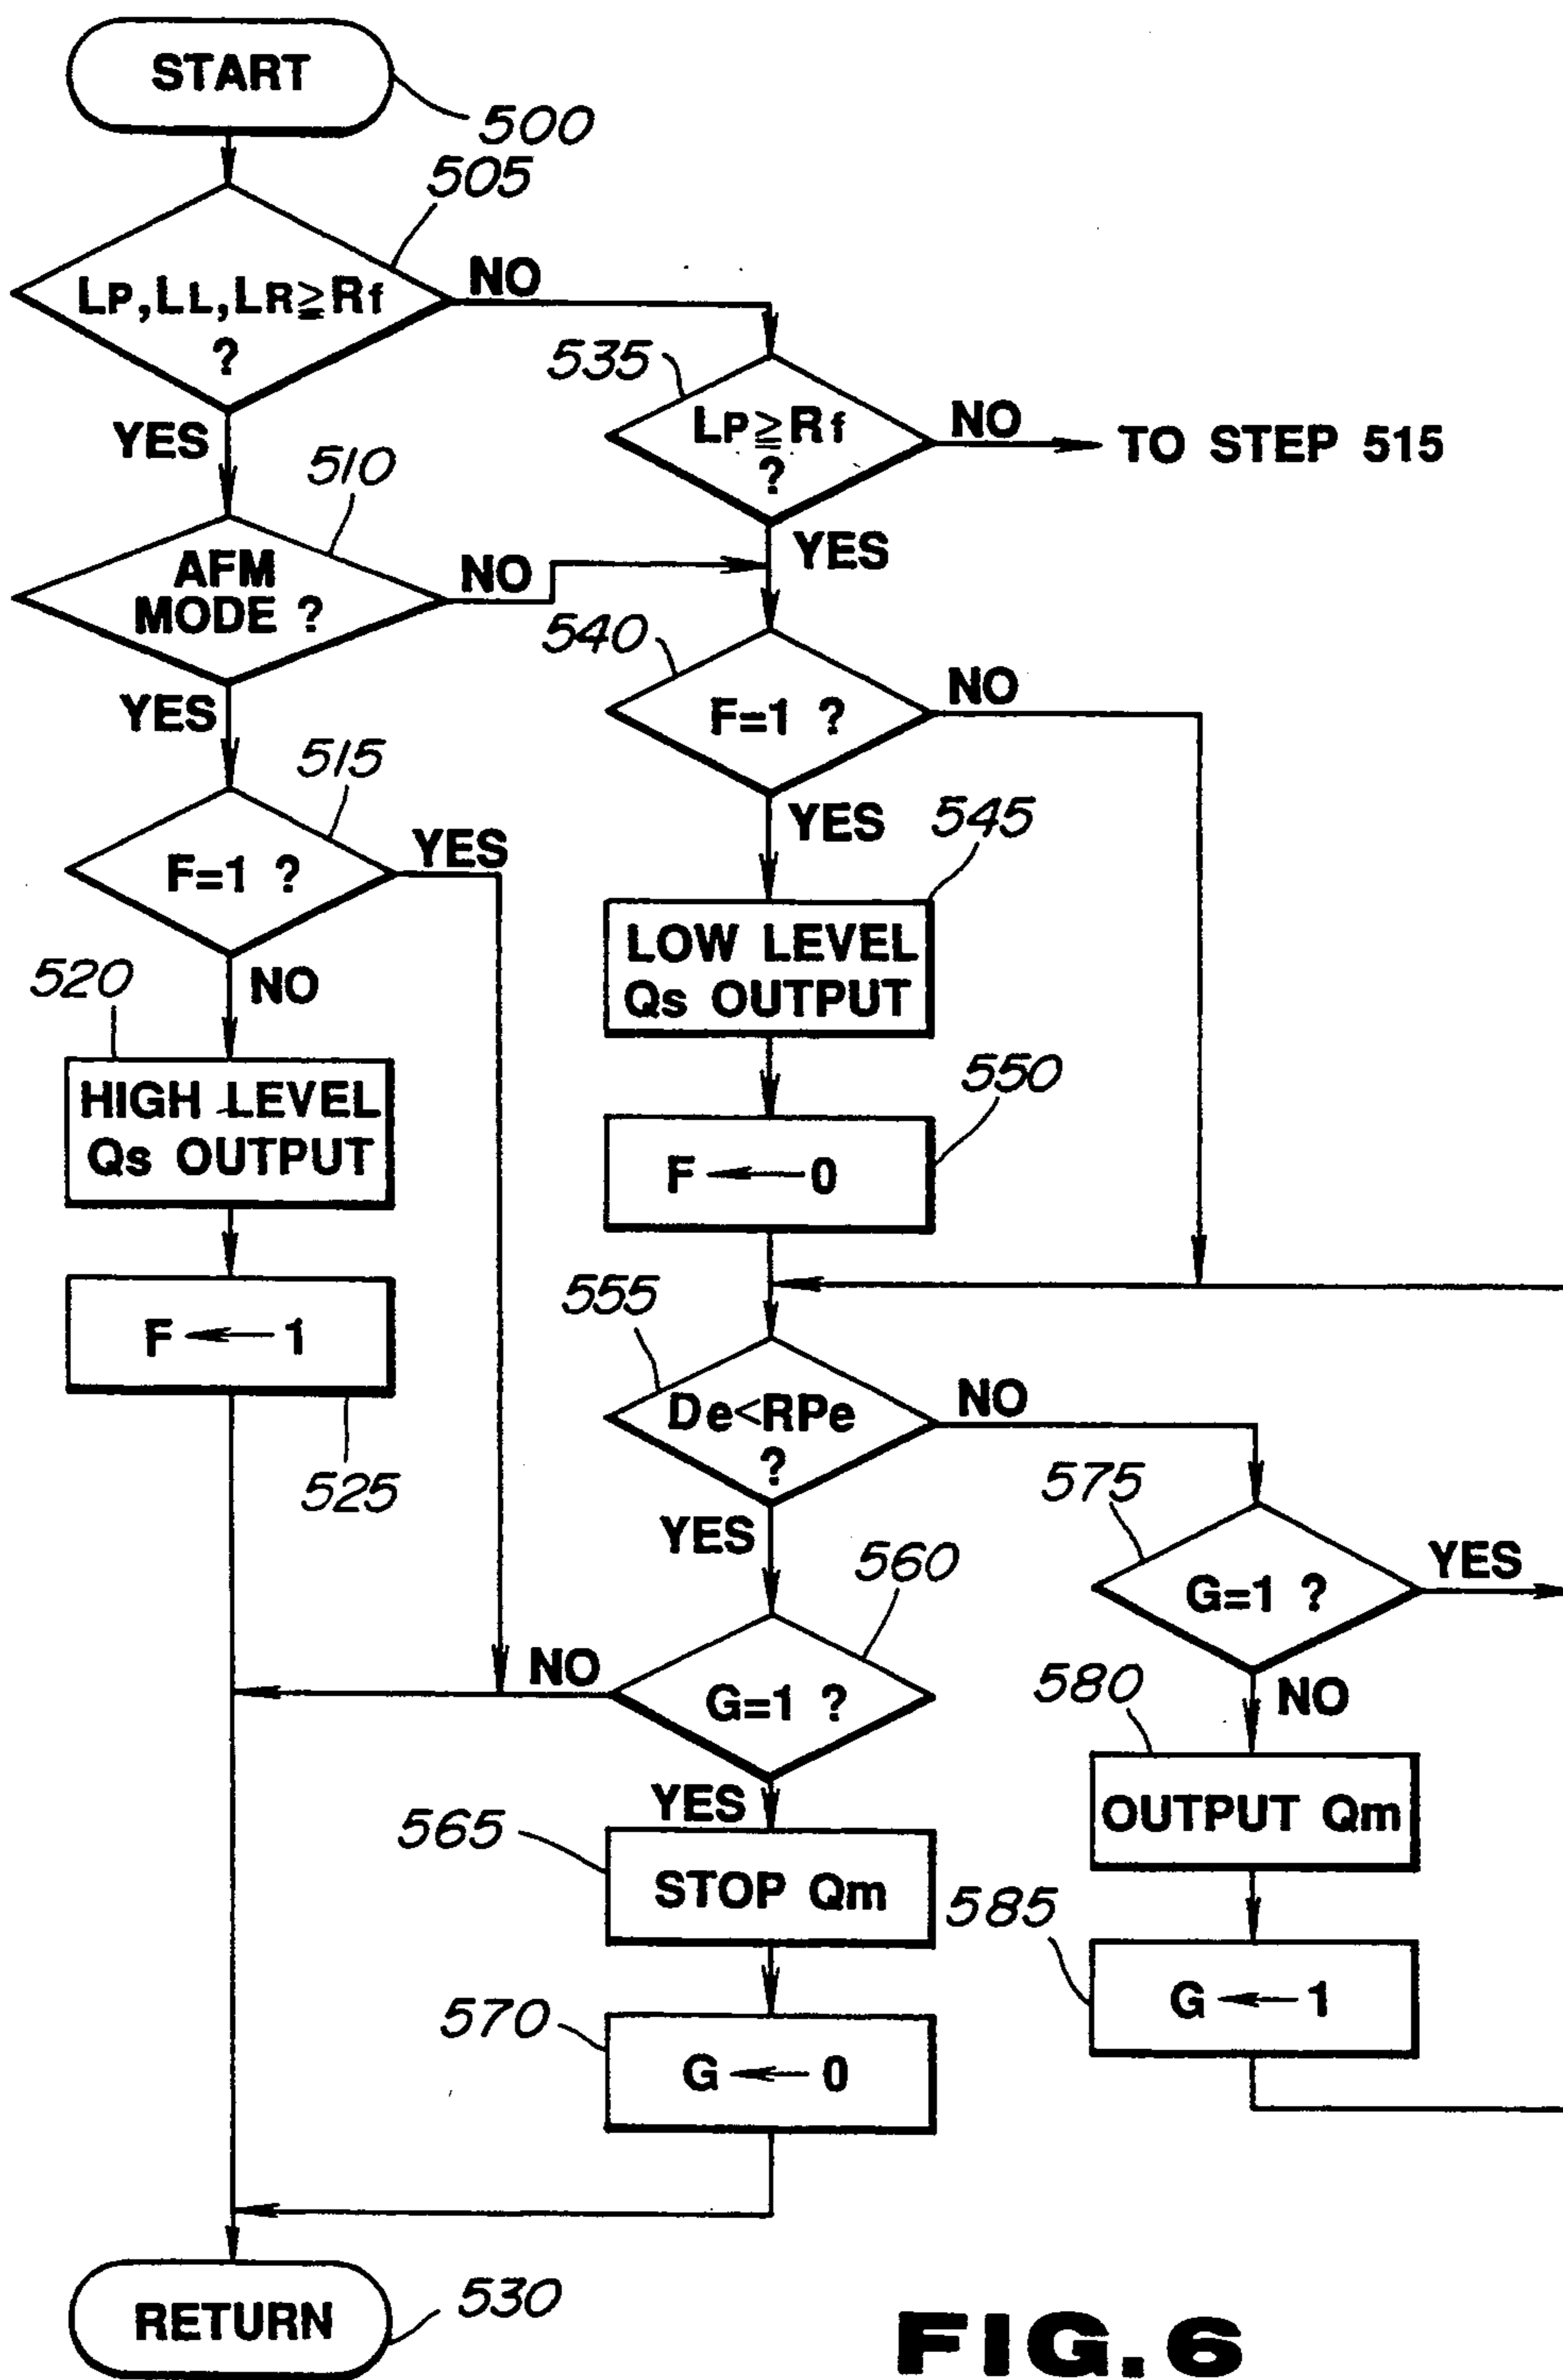 START
500
505
LP,LL,LR≧Rf
?
NO
YES
535
LP≧Rf
?
NO
TO STEP 515
YES
510
AFM
MODE ?
NO
YES
540
F=1 ?
NO
YES
515
F=1 ?
YES
NO
545
LOW LEVEL
Qs OUTPUT
520
HIGH LEVEL
Qs OUTPUT
550
F ← 0
525
F ← 1
555
De<RPe
?
NO
YES
575
G=1 ?
YES
NO
560
G=1 ?
NO
YES
580
OUTPUT Qm
565
STOP Qm
585
G ← 1
570
G ← 0
RETURN
530
FIG.6